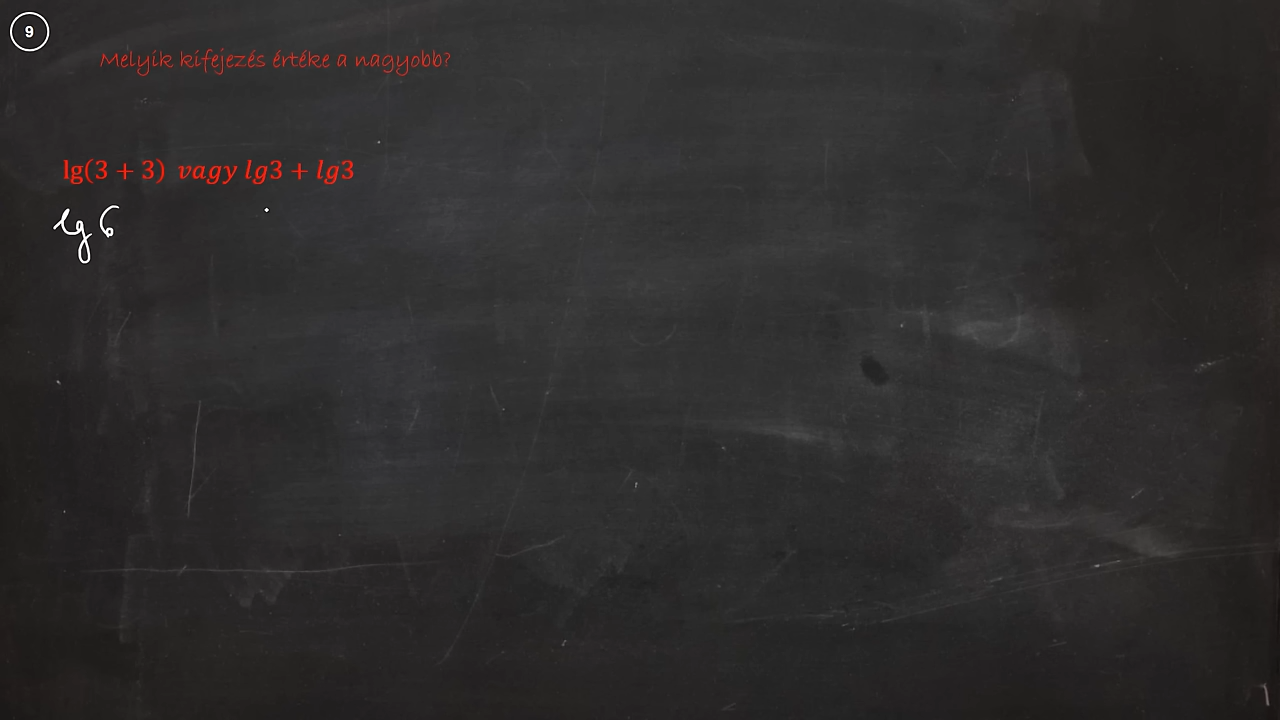 9
Melyik kifejezés értéke a nagyobb?
lg(3 + 3) vagy lg3 + lg3
lg 6